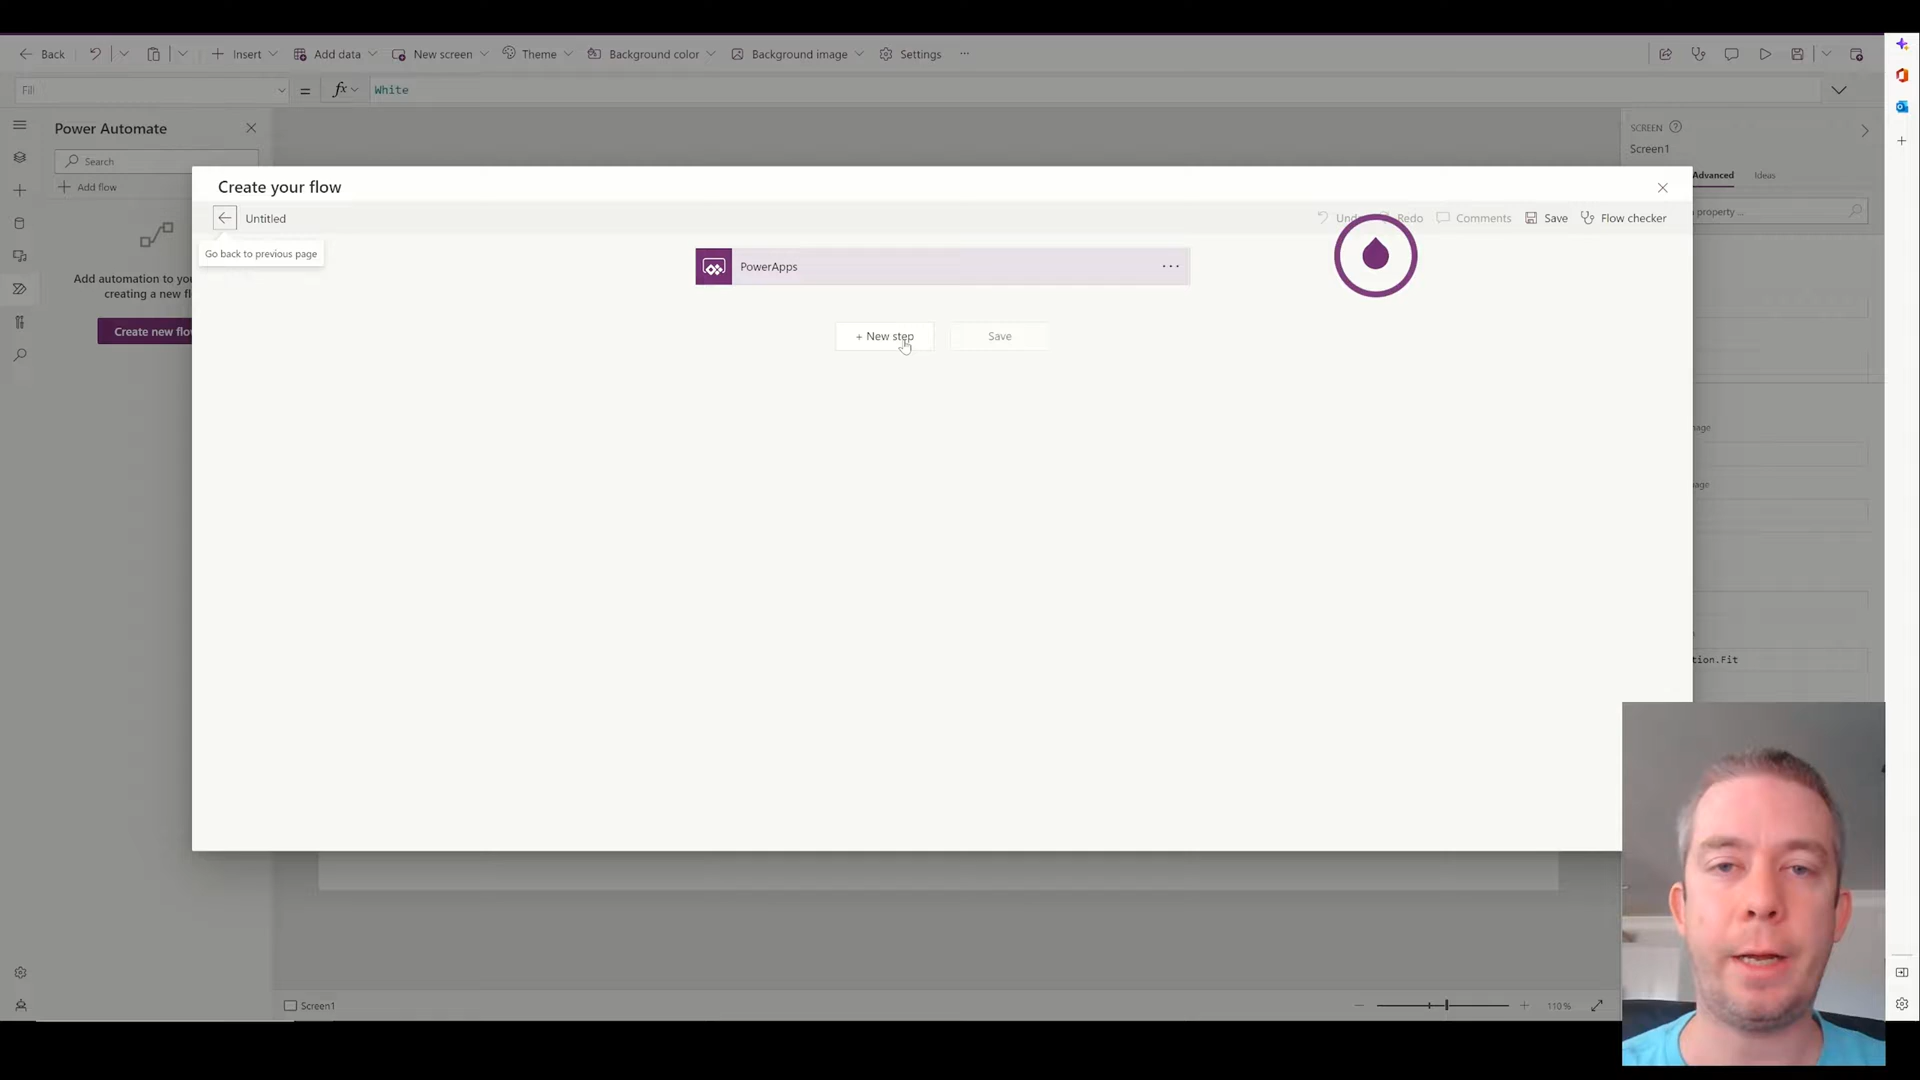 Back
Insert
Add data
New screen
Theme
Background color
Background image
Settings
Fill
=
fx
White
Power Automate
Search
Add flow
Add automation to yo
creating a new fl
Create new flo
SCREEN
Screen1
Advanced
Ideas
property ...
Create your flow
Untitled
Go back to previous page
Redo
Comments
Save
Flow checker
PowerApps
+ New step
Save
tion.Fit
Screen1
110%